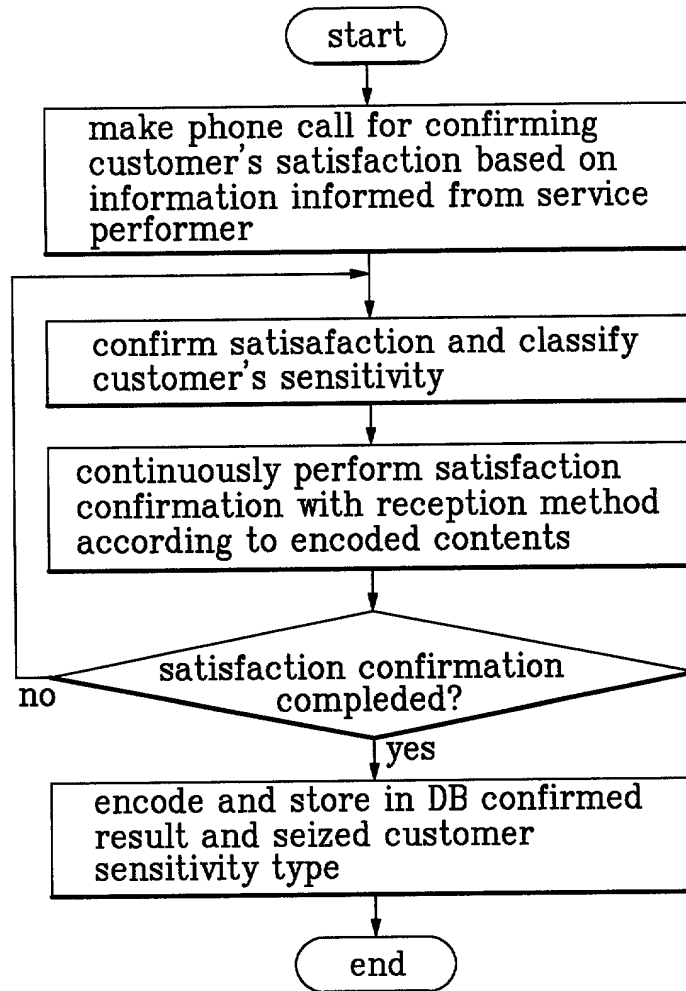 start
make phone call for confirming
customer's satisfaction based on
information informed from service
performer
confirm satisafaction and classify
customer's sensitivity
continuously perform satisfaction
confirmation with reception method
according to encoded contents
satisfaction confirmation
compleded?
no
yes
encode and store in DB confirmed
result and seized customer
sensitivity type
end